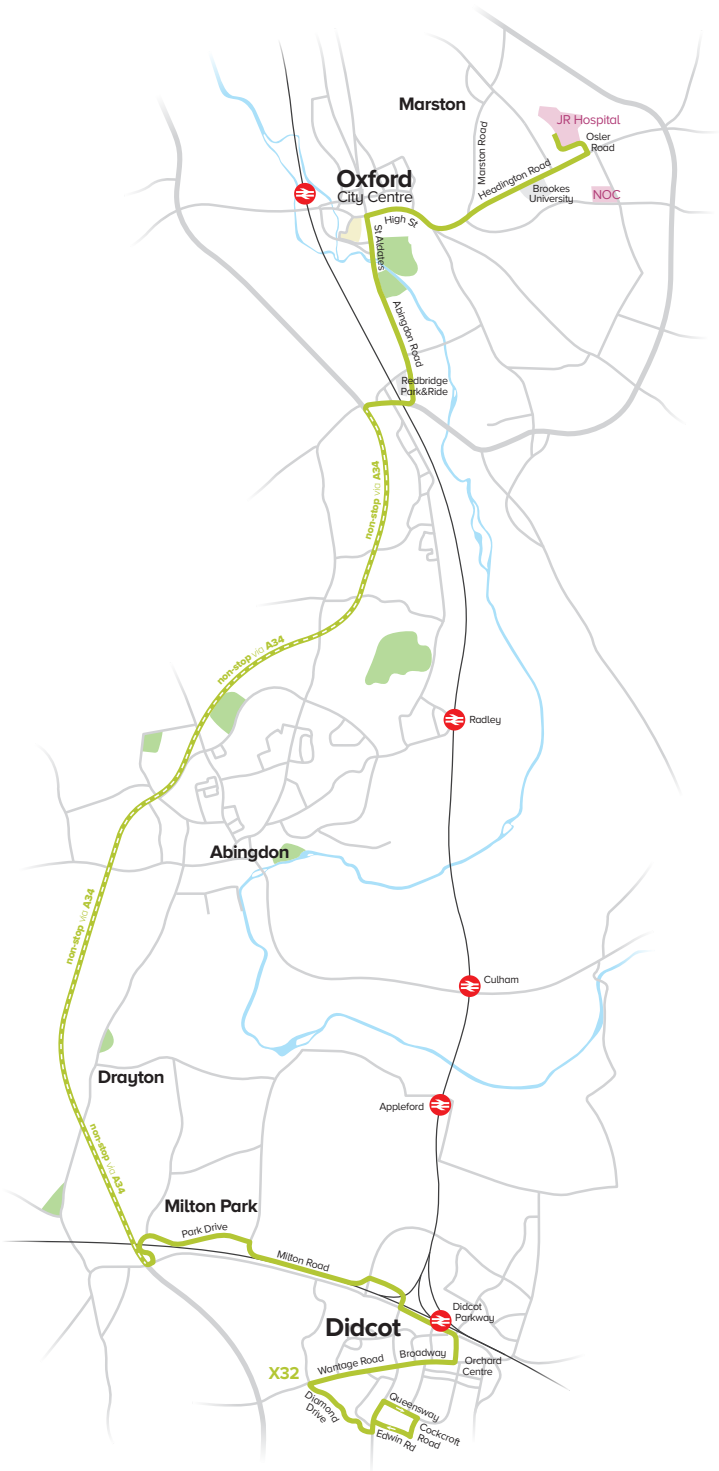 Marston
JR Hospital
Osler
Road
Marston Road
Headington Road
Oxford
City Centre
Brookes
University
NOC
High St
St Aldates
Abingdon Road
Redbridge
Park&Ride
non-stop via A34
non-stop via A34
Radley
Abingdon
non-stop via A34
Culham
Drayton
Appleford
non-stop via A34
Milton Park
Park Drive
Milton Road
Didcot
Parkway
Didcot
Broadway
Orchard
Centre
Wantage Road
X32
Diamond
Drive
Queensway
Cockcroft
Road
Edwin Rd